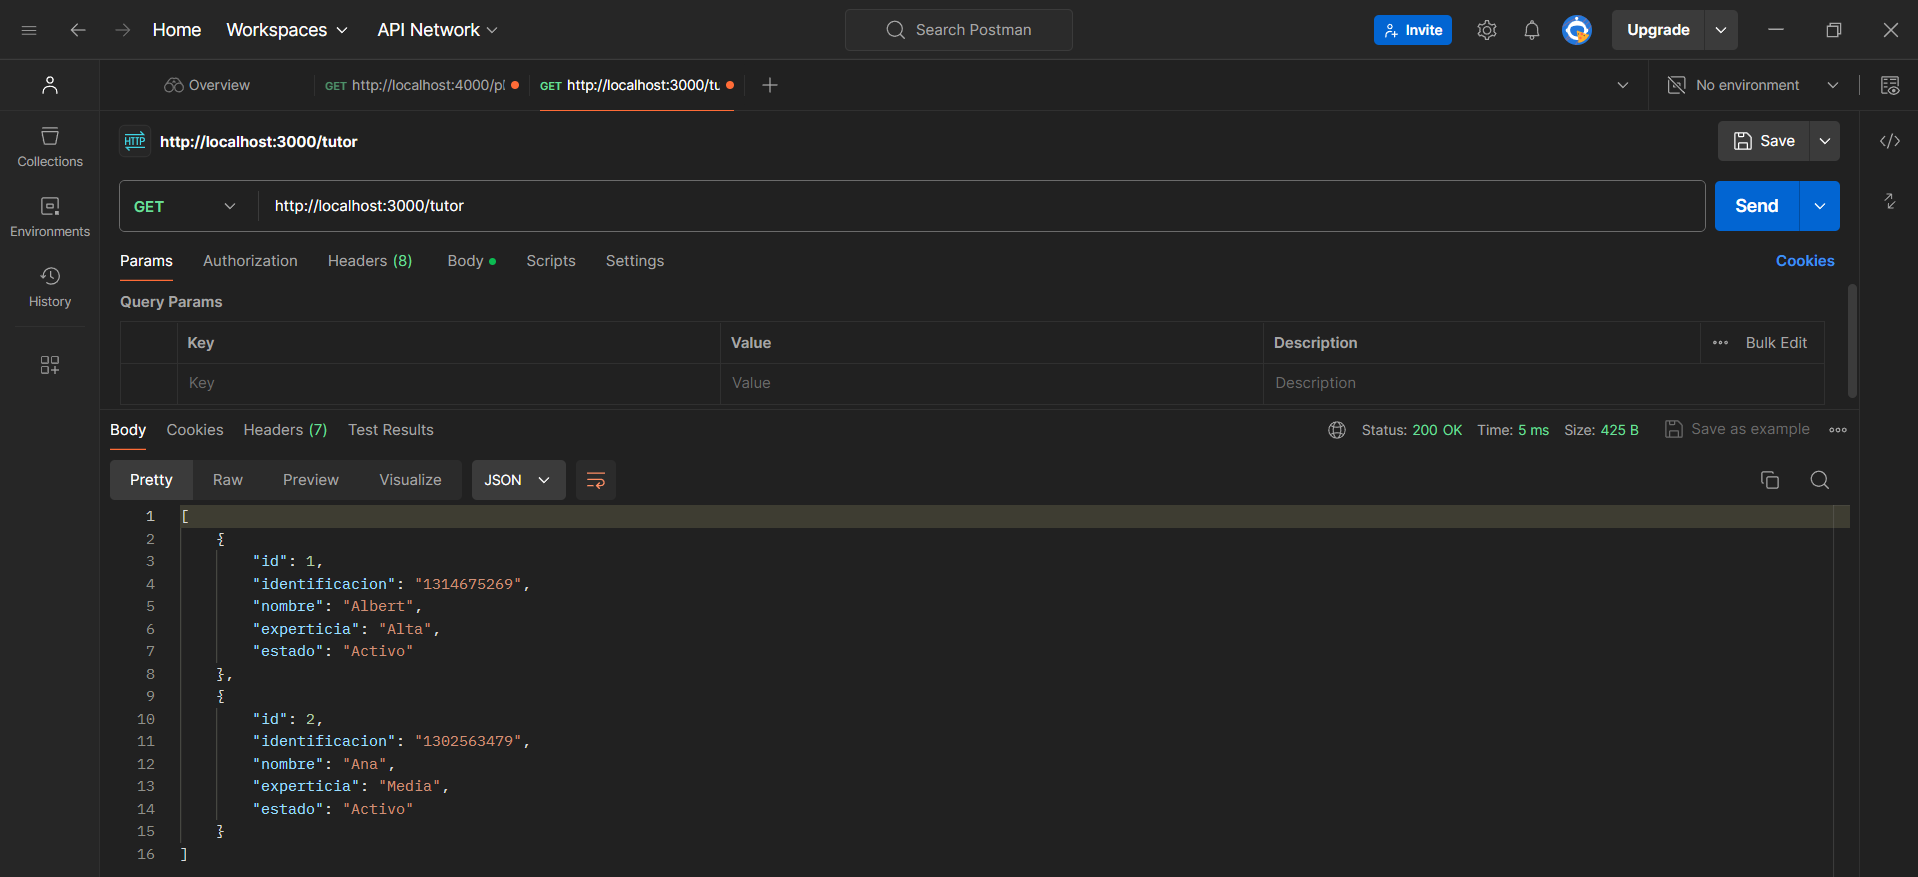 Home Workspaces API Network Search Postman Invite Upgrade
Overview GET http://localhost:4000/pl GET http://localhost:3000/tu No environment
HTTP http://localhost:3000/tutor Save
Collections
GET http://localhost:3000/tutor Send
Environments
Params Authorization Headers (8) Body Scripts Settings Cookies
History
Query Params
Key Value Description Bulk Edit
Key Value Description
Body Cookies Headers (7) Test Results Status: 200 OK Time: 5 ms Size: 425 B Save as example
Pretty Raw Preview Visualize JSON
1 [
2 {
3 "id": 1,
4 "identificacion": "1314675269",
5 "nombre": "Albert",
6 "experticia": "Alta",
7 "estado": "Activo"
8 },
9 {
10 "id": 2,
11 "identificacion": "1302563479",
12 "nombre": "Ana",
13 "experticia": "Media",
14 "estado": "Activo"
15 }
16 ]